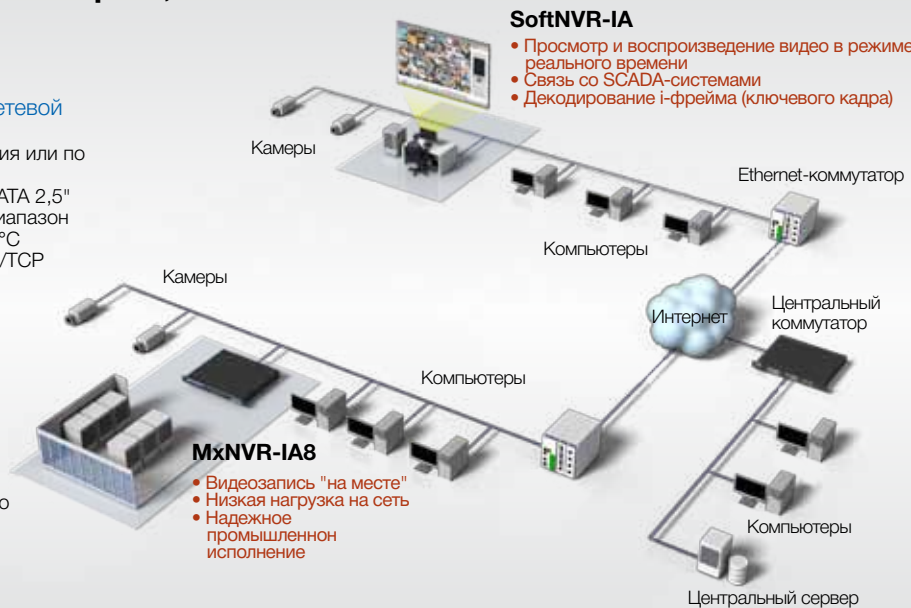 SoftNVR-IA
• Просмотр и воспроизведение видео в режиме
реального времени
• Связь со SCADA-системами
• Декодирование i-фрейма (ключевого кадра)
етевой
ия или по
ATA 2,5"
иапазон
°C
/TCP
Камеры
Ethernet-коммутатор
Компьютеры
Камеры
Интернет
Центральный
коммутатор
Компьютеры
MxNVR-IA8
• Видеозапись "на месте"
• Низкая нагрузка на сеть
• Надежное
промышленнон
исполнение
о
Компьютеры
Центральный сервер